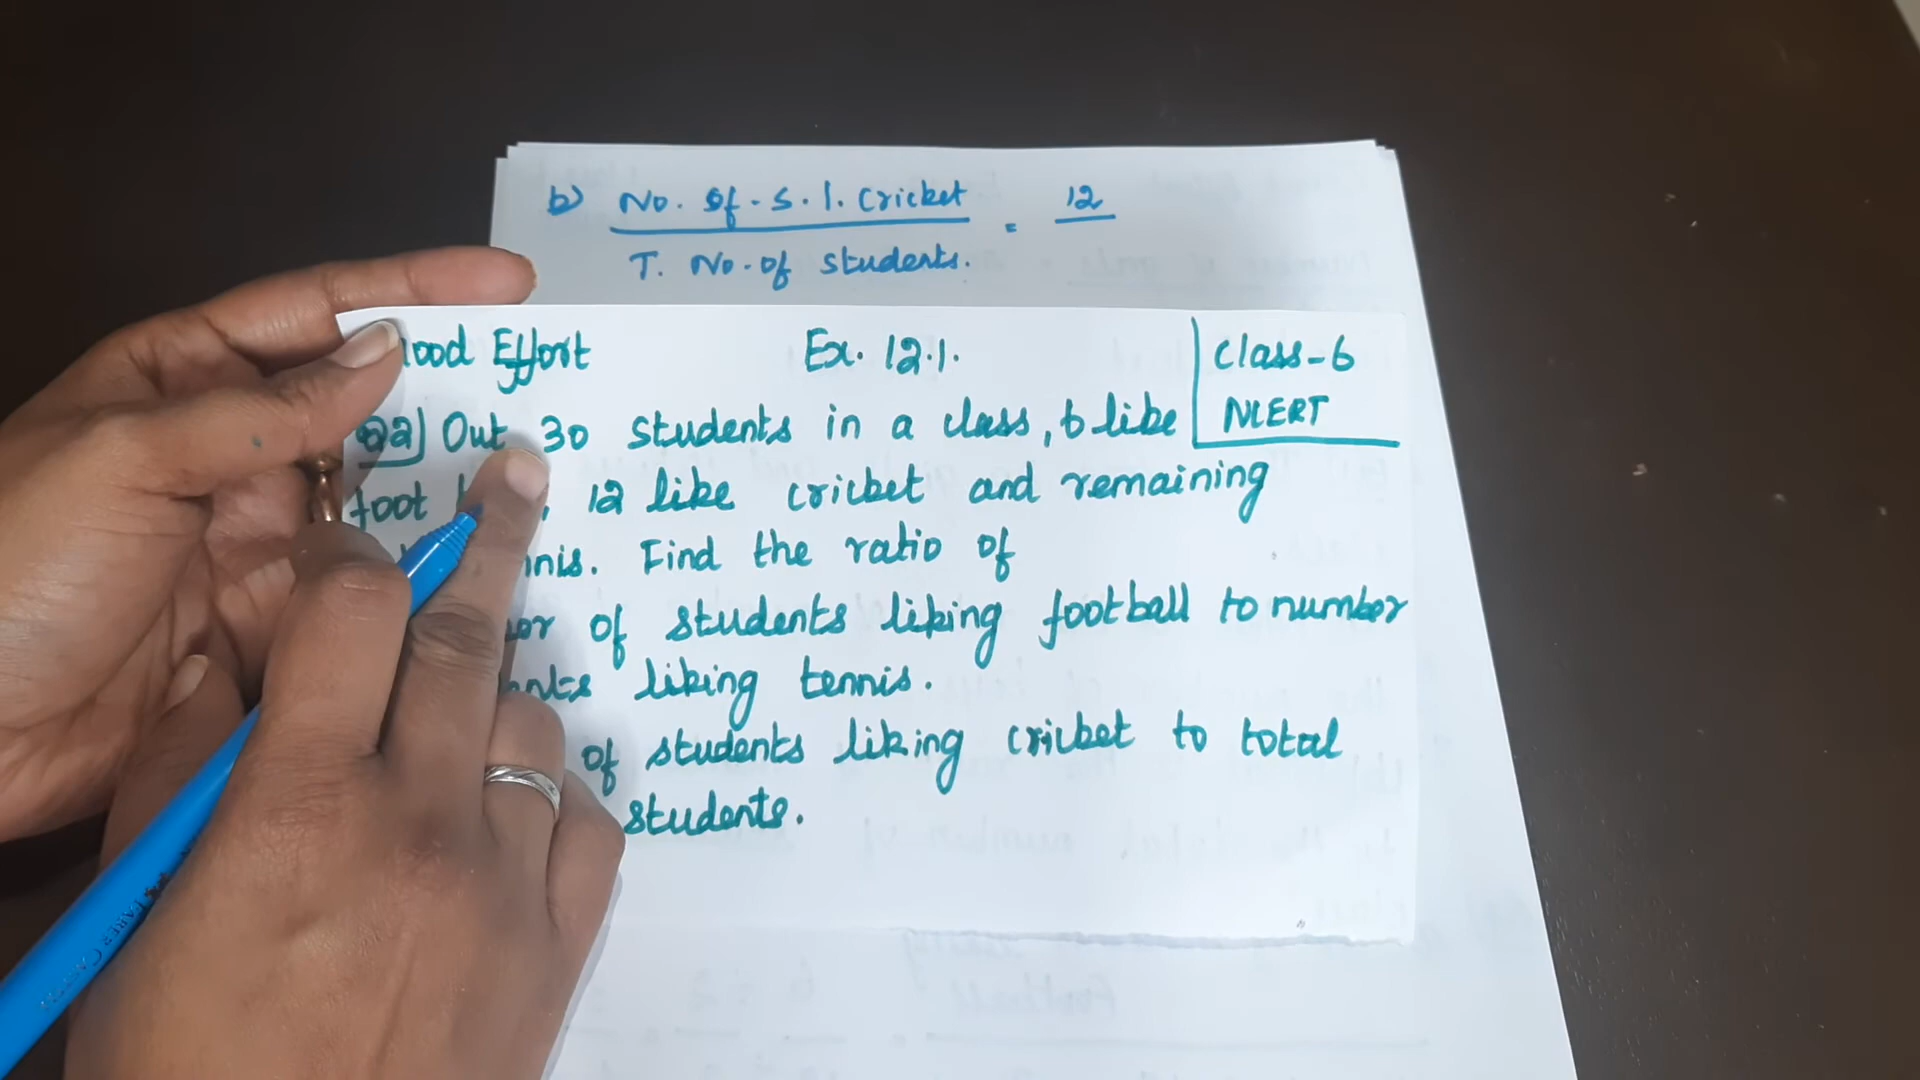 b) No. of. S. l. Cricket = 12
T. No. of students.
Effort Ex. 12.1. Class-6
Q2) Out 30 students in a class, 6 like NCERT
foot 12 like cricket and remaining
Find the ratio of
of students liking football to number
liking tennis.
of students liking cricket to total
students.
FABER CASTELL